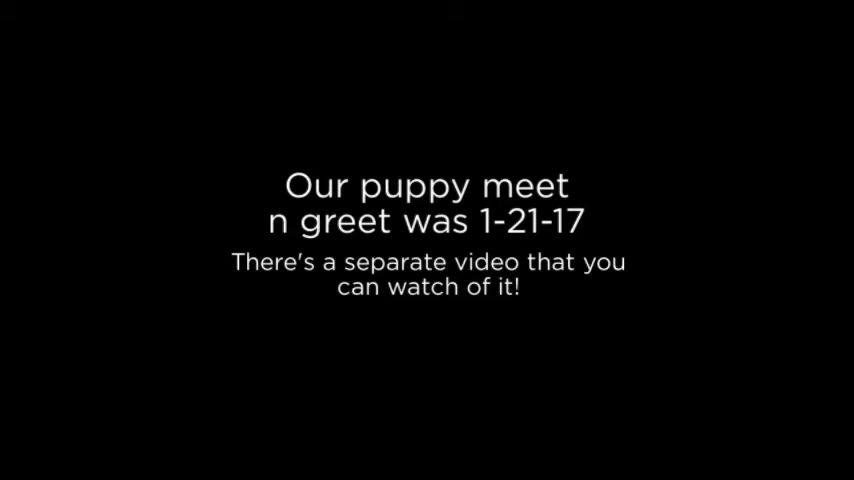 Our puppy meet
n greet was 1-21-17
There's a separate video that you
can watch of it!